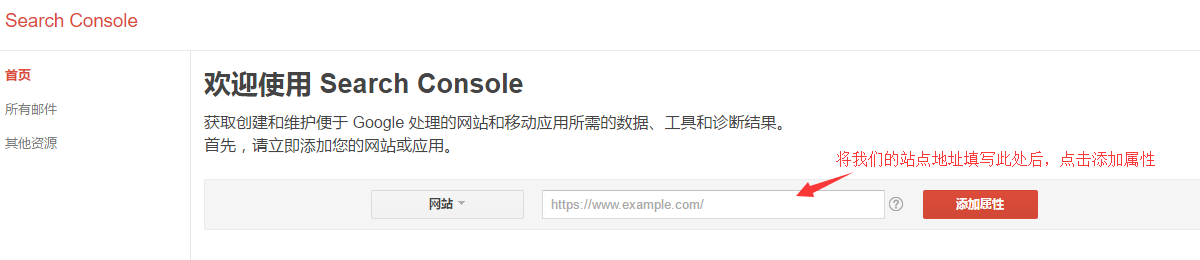 Search Console
首页
所有邮件
其他资源
欢迎使用 Search Console
获取创建和维护便于 Google 处理的网站和移动应用所需的数据、工具和诊断结果。
首先，请立即添加您的网站或应用。
将我们的站点地址填写此处后，点击添加属性
网站
https://www.example.com/
?
添加属性